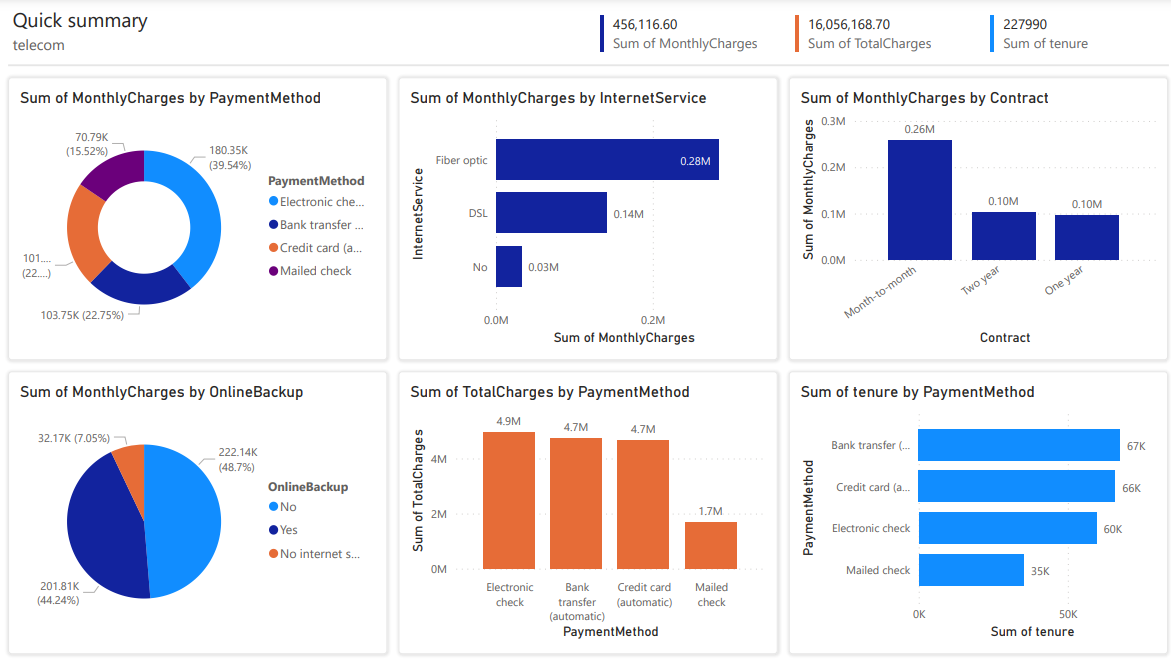 Quick summary
telecom
456,116.60
Sum of MonthlyCharges
16,056,168.70
Sum of TotalCharges
227990
Sum of tenure
Sum of MonthlyCharges by PaymentMethod
70.79K
(15.52%)
180.35K
(39.54%)
101....
(22....)
103.75K (22.75%)
PaymentMethod
Electronic che...
Bank transfer ...
Credit card (a...
Mailed check
Sum of MonthlyCharges by InternetService
InternetService
Fiber optic
0.28M
DSL
0.14M
No
0.03M
0.0M
0.2M
Sum of MonthlyCharges
Sum of MonthlyCharges by Contract
Sum of MonthlyCharges
0.3M
0.2M
0.1M
0.0M
0.26M
0.10M
0.10M
Month-to-month
Two year
One year
Contract
Sum of MonthlyCharges by OnlineBackup
32.17K (7.05%)
222.14K
(48.7%)
201.81K
(44.24%)
OnlineBackup
No
Yes
No internet s...
Sum of TotalCharges by PaymentMethod
Sum of TotalCharges
4M
2M
0M
4.9M
4.7M
4.7M
1.7M
Electronic
check
Bank
transfer
(automatic)
Credit card
(automatic)
Mailed
check
PaymentMethod
Sum of tenure by PaymentMethod
PaymentMethod
Bank transfer (...
67K
Credit card (a...
66K
Electronic check
60K
Mailed check
35K
0K
50K
Sum of tenure